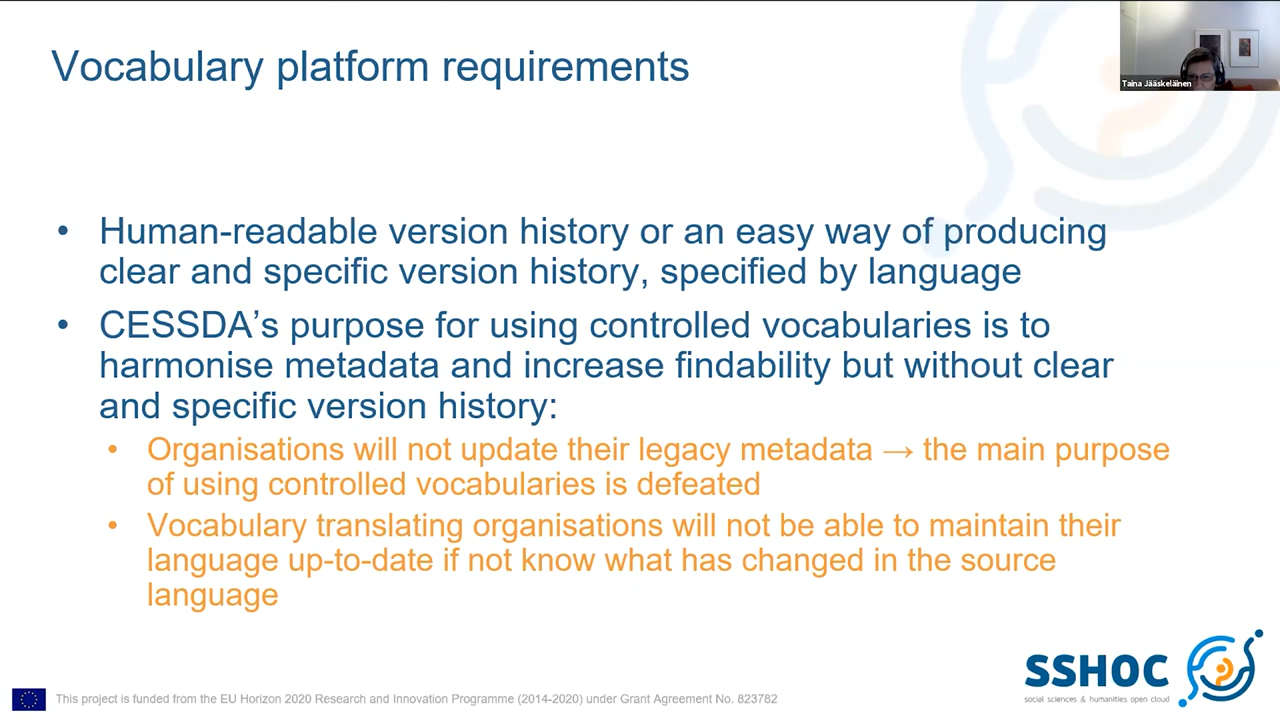 Vocabulary platform requirements
Taina Jääskeläinen
• Human-readable version history or an easy way of producing
clear and specific version history, specified by language
• CESSDA’s purpose for using controlled vocabularies is to
harmonise metadata and increase findability but without clear
and specific version history:
• Organisations will not update their legacy metadata → the main purpose
of using controlled vocabularies is defeated
• Vocabulary translating organisations will not be able to maintain their
language up-to-date if not know what has changed in the source
language
SSHOC
social sciences & humanities open cloud
This project is funded from the EU Horizon 2020 Research and Innovation Programme (2014-2020) under Grant Agreement No. 823782